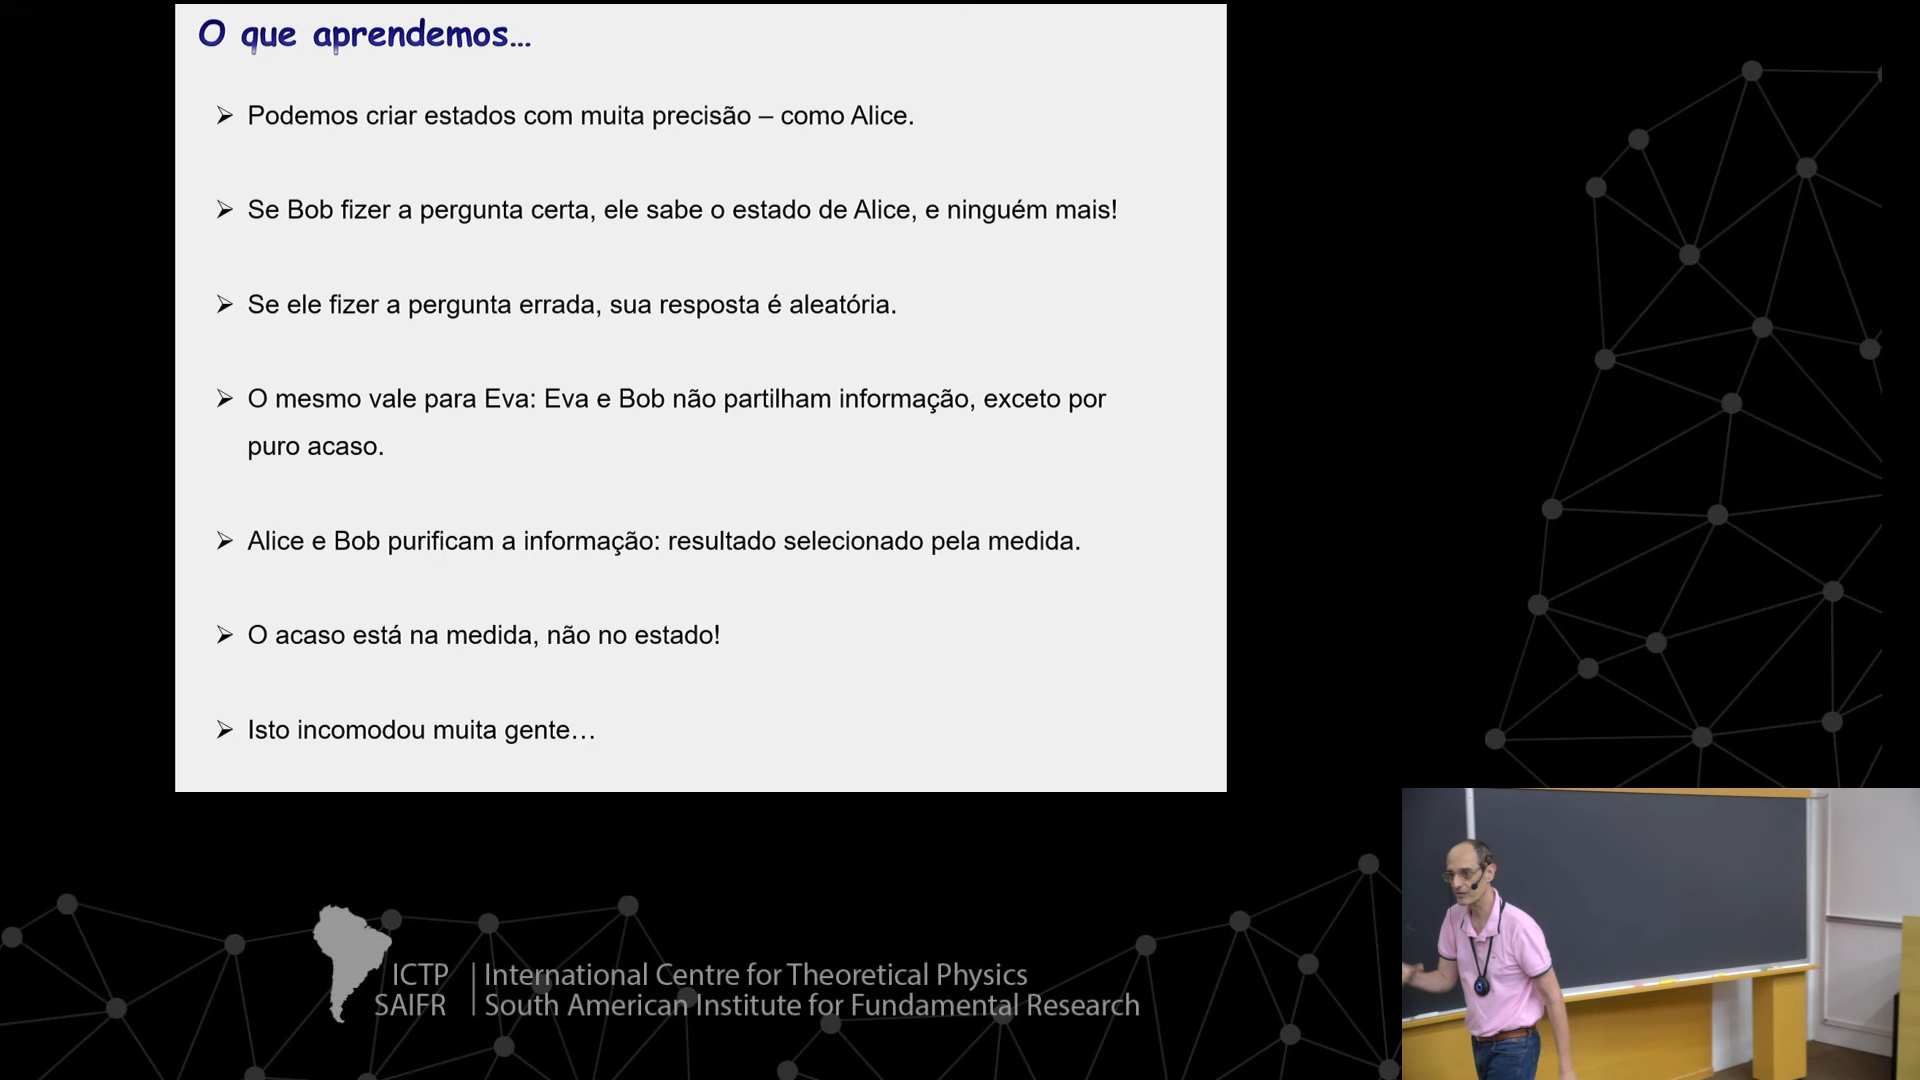 O que aprendemos...
➢ Podemos criar estados com muita precisão – como Alice.
➢ Se Bob fizer a pergunta certa, ele sabe o estado de Alice, e ninguém mais!
➢ Se ele fizer a pergunta errada, sua resposta é aleatória.
➢ O mesmo vale para Eva: Eva e Bob não partilham informação, exceto por
puro acaso.
➢ Alice e Bob purificam a informação: resultado selecionado pela medida.
➢ O acaso está na medida, não no estado!
➢ Isto incomodou muita gente…
ICTP | International Centre for Theoretical Physics
SAIFR | South American Institute for Fundamental Research